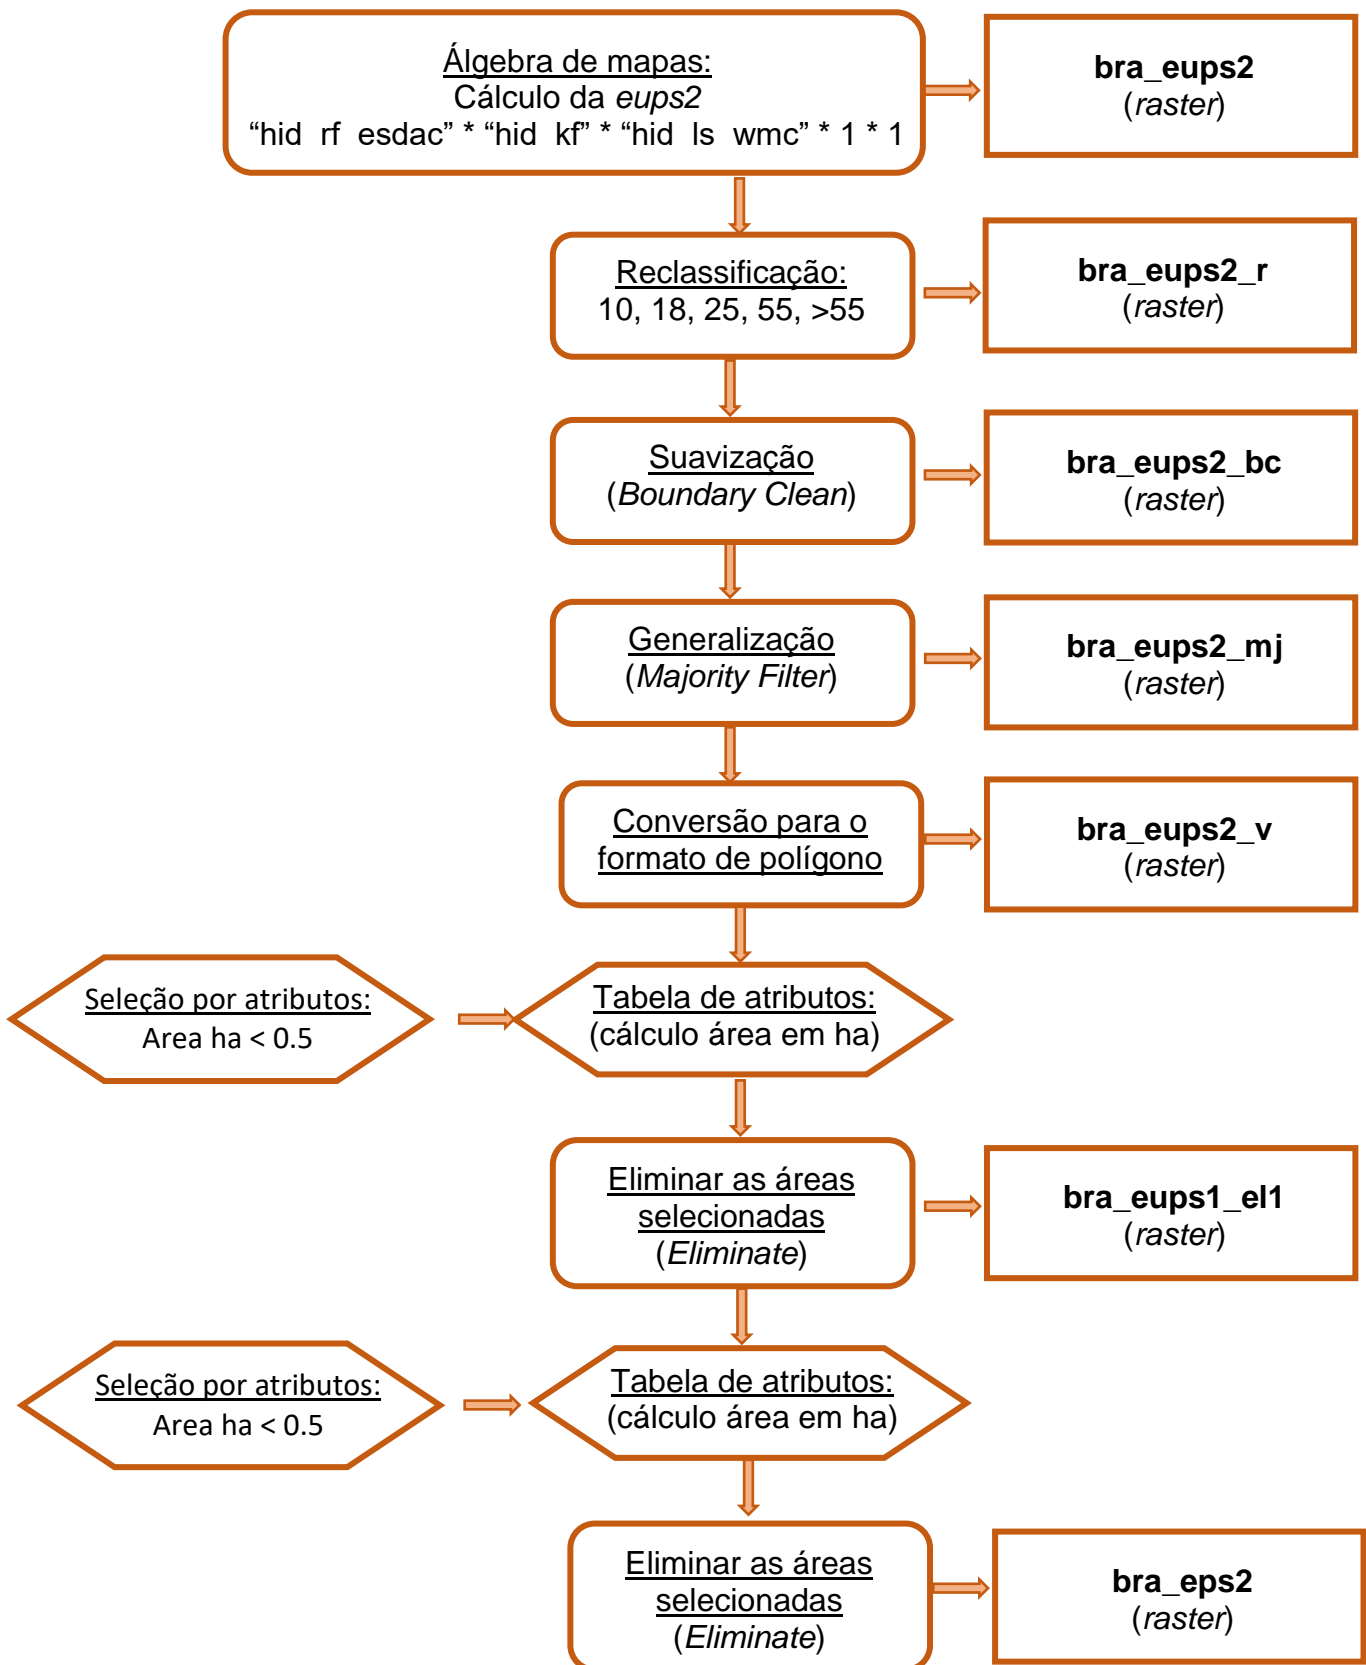 Álgebra de mapas:
Cálculo da eups2
“hid rf esdac” * “hid kf” * “hid ls wmc” * 1 * 1
bra_eups2
(raster)
Reclassificação:
10, 18, 25, 55, >55
bra_eups2_r
(raster)
Suavização
(Boundary Clean)
bra_eups2_bc
(raster)
Generalização
(Majority Filter)
bra_eups2_mj
(raster)
Conversão para o
formato de polígono
bra_eups2_v
(raster)
Seleção por atributos:
Area ha < 0.5
Tabela de atributos:
(cálculo área em ha)
Eliminar as áreas
selecionadas
(Eliminate)
bra_eups1_el1
(raster)
Seleção por atributos:
Area ha < 0.5
Tabela de atributos:
(cálculo área em ha)
Eliminar as áreas
selecionadas
(Eliminate)
bra_eps2
(raster)